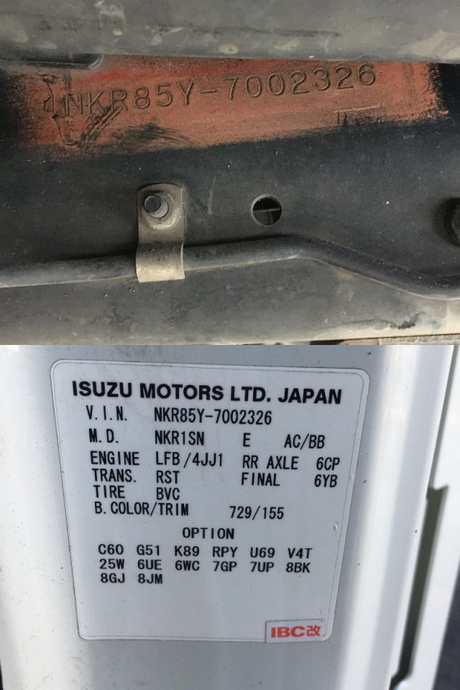 NKR85Y-7002326
ISUZU MOTORS LTD. JAPAN
V.I.N. NKR85Y-7002326
M.D. NKR1SN E AC/BB
ENGINE LFB/4JJ1 RR AXLE 6CP
TRANS. RST FINAL 6YB
TIRE BVC
B.COLOR/TRIM 729/155
OPTION
C60 G51 K89 RPY U69 V4T
25W 6UE 6WC 7GP 7UP 8BK
8GJ 8JM
IBC改